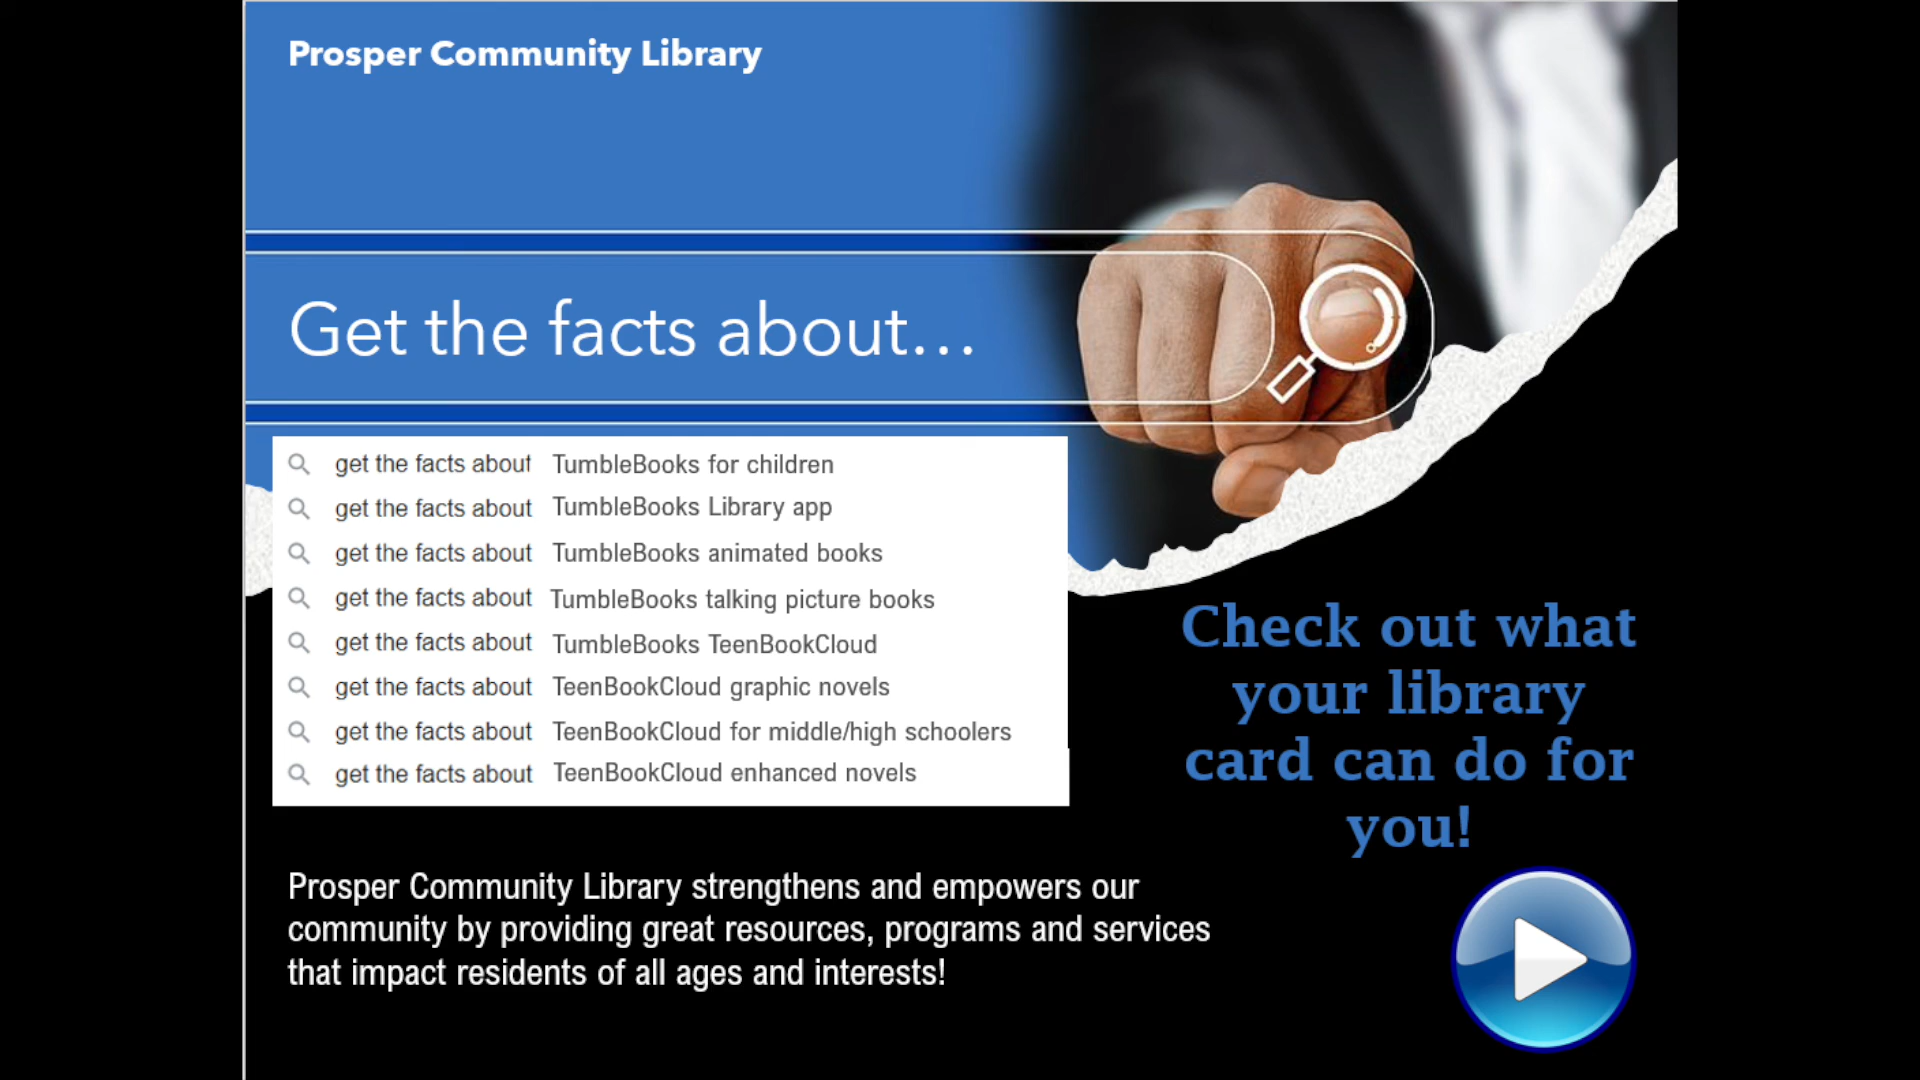 Prosper Community Library
Get the facts about...
get the facts about TumbleBooks for children
get the facts about TumbleBooks Library app
get the facts about TumbleBooks animated books
get the facts about TumbleBooks talking picture books
get the facts about TumbleBooks TeenBookCloud
get the facts about TeenBookCloud graphic novels
get the facts about TeenBookCloud for middle/high schoolers
get the facts about TeenBookCloud enhanced novels
Check out what
your library
card can do for
you!
Prosper Community Library strengthens and empowers our
community by providing great resources, programs and services
that impact residents of all ages and interests!